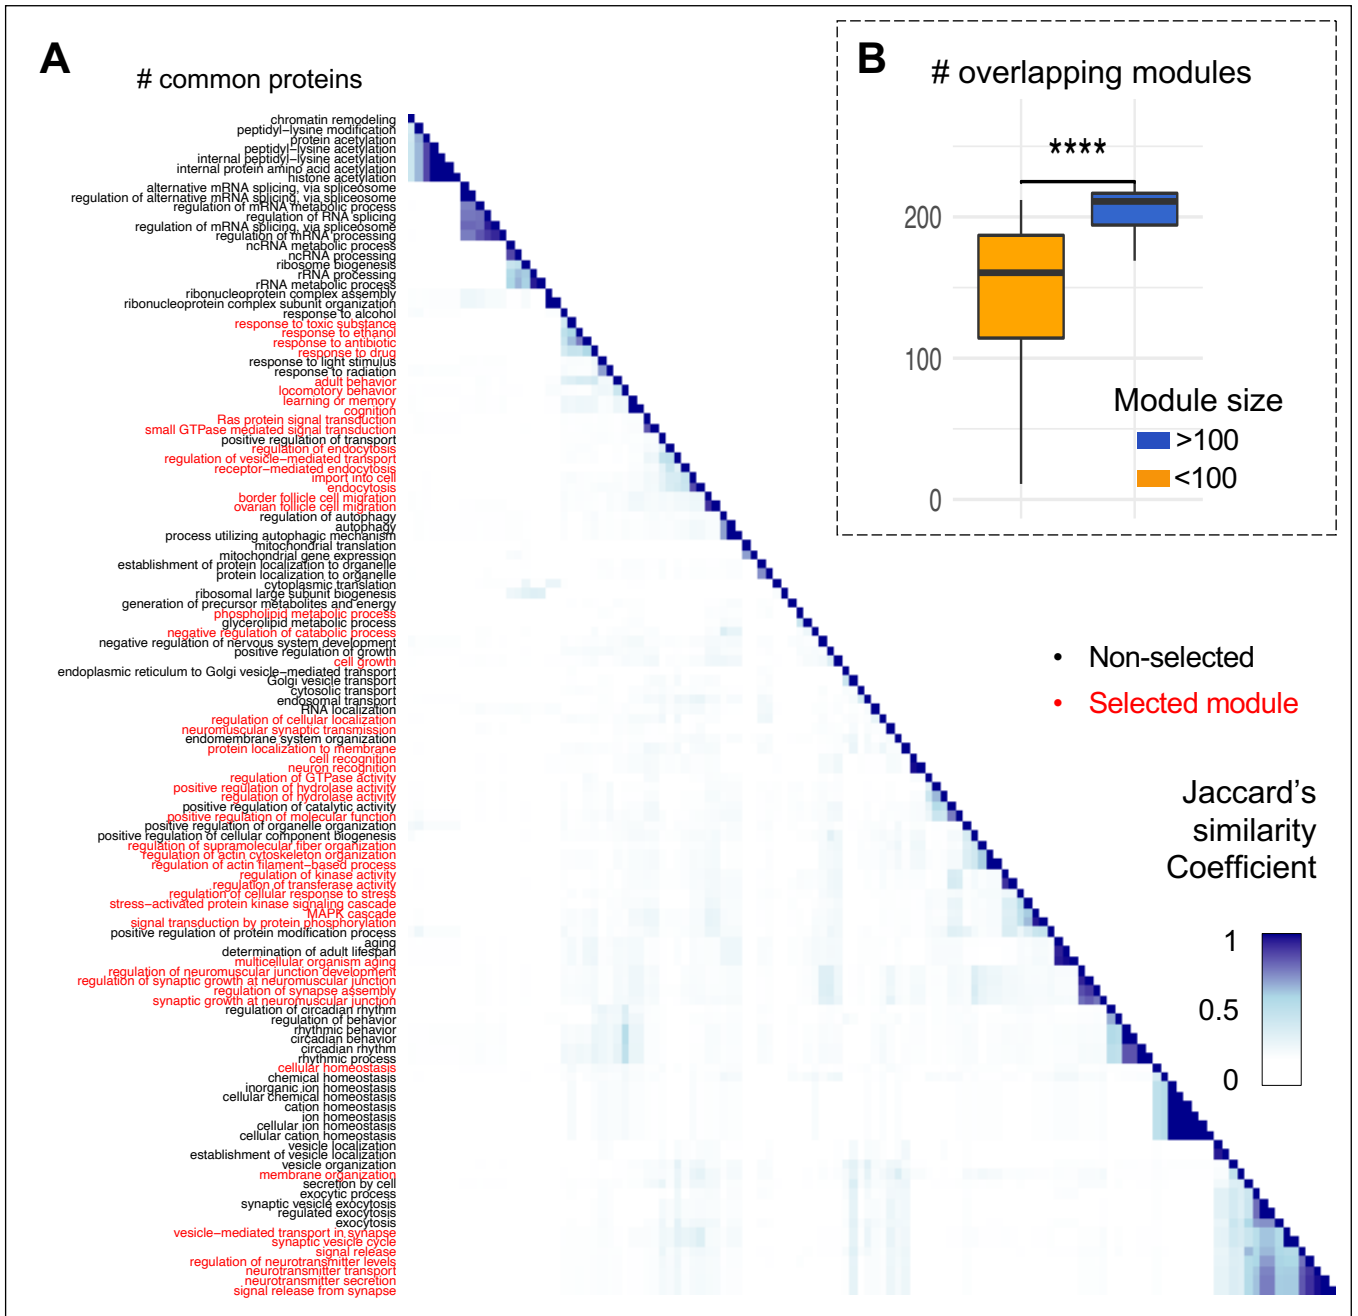 A
# common proteins
chromatin remodeling
peptidyl−lysine modification
protein acetylation
peptidyl−lysine acetylation
internal peptidyl−lysine acetylation
internal protein amino acid acetylation
histone acetylation
alternative mRNA splicing, via spliceosome
regulation of alternative mRNA splicing, via spliceosome
regulation of mRNA metabolic process
regulation of RNA splicing
regulation of mRNA splicing, via spliceosome
regulation of mRNA processing
ncRNA metabolic process
ncRNA processing
ribosome biogenesis
rRNA processing
rRNA metabolic process
ribonucleoprotein complex assembly
ribonucleoprotein complex subunit organization
response to alcohol
response to toxic substance
response to ethanol
response to antibiotic
response to drug
response to light stimulus
response to radiation
adult behavior
locomotory behavior
learning or memory
cognition
Ras protein signal transduction
small GTPase mediated signal transduction
positive regulation of transport
regulation of endocytosis
regulation of vesicle−mediated transport
receptor−mediated endocytosis
import into cell
endocytosis
border follicle cell migration
ovarian follicle cell migration
regulation of autophagy
autophagy
process utilizing autophagic mechanism
mitochondrial translation
mitochondrial gene expression
establishment of protein localization to organelle
protein localization to organelle
cytoplasmic translation
ribosomal large subunit biogenesis
generation of precursor metabolites and energy
phospholipid metabolic process
glycerolipid metabolic process
negative regulation of catabolic process
negative regulation of nervous system development
positive regulation of growth
cell growth
endoplasmic reticulum to Golgi vesicle−mediated transport
Golgi vesicle transport
cytosolic transport
endosomal transport
RNA localization
regulation of cellular localization
neuromuscular synaptic transmission
endomembrane system organization
protein localization to membrane
cell recognition
neuron recognition
regulation of GTPase activity
positive regulation of hydrolase activity
regulation of hydrolase activity
positive regulation of catalytic activity
positive regulation of molecular function
positive regulation of organelle organization
positive regulation of cellular component biogenesis
regulation of supramolecular fiber organization
regulation of actin cytoskeleton organization
regulation of actin filament−based process
regulation of kinase activity
regulation of transferase activity
regulation of cellular response to stress
stress−activated protein kinase signaling cascade
MAPK cascade
signal transduction by protein phosphorylation
positive regulation of protein modification process
aging
determination of adult lifespan
multicellular organism aging
regulation of neuromuscular junction development
regulation of synaptic growth at neuromuscular junction
regulation of synapse assembly
synaptic growth at neuromuscular junction
regulation of circadian rhythm
regulation of behavior
rhythmic behavior
circadian behavior
circadian rhythm
rhythmic process
cellular homeostasis
chemical homeostasis
inorganic ion homeostasis
cellular chemical homeostasis
cation homeostasis
ion homeostasis
cellular ion homeostasis
cellular cation homeostasis
vesicle localization
establishment of vesicle localization
vesicle organization
membrane organization
secretion by cell
exocytic process
synaptic vesicle exocytosis
regulated exocytosis
exocytosis
vesicle−mediated transport in synapse
synaptic vesicle cycle
signal release
regulation of neurotransmitter levels
neurotransmitter transport
neurotransmitter secretion
signal release from synapse
B
# overlapping modules
****
200
100
0
Module size
>100
<100
• Non-selected
• Selected module
Jaccard's
similarity
Coefficient
1
0.5
0